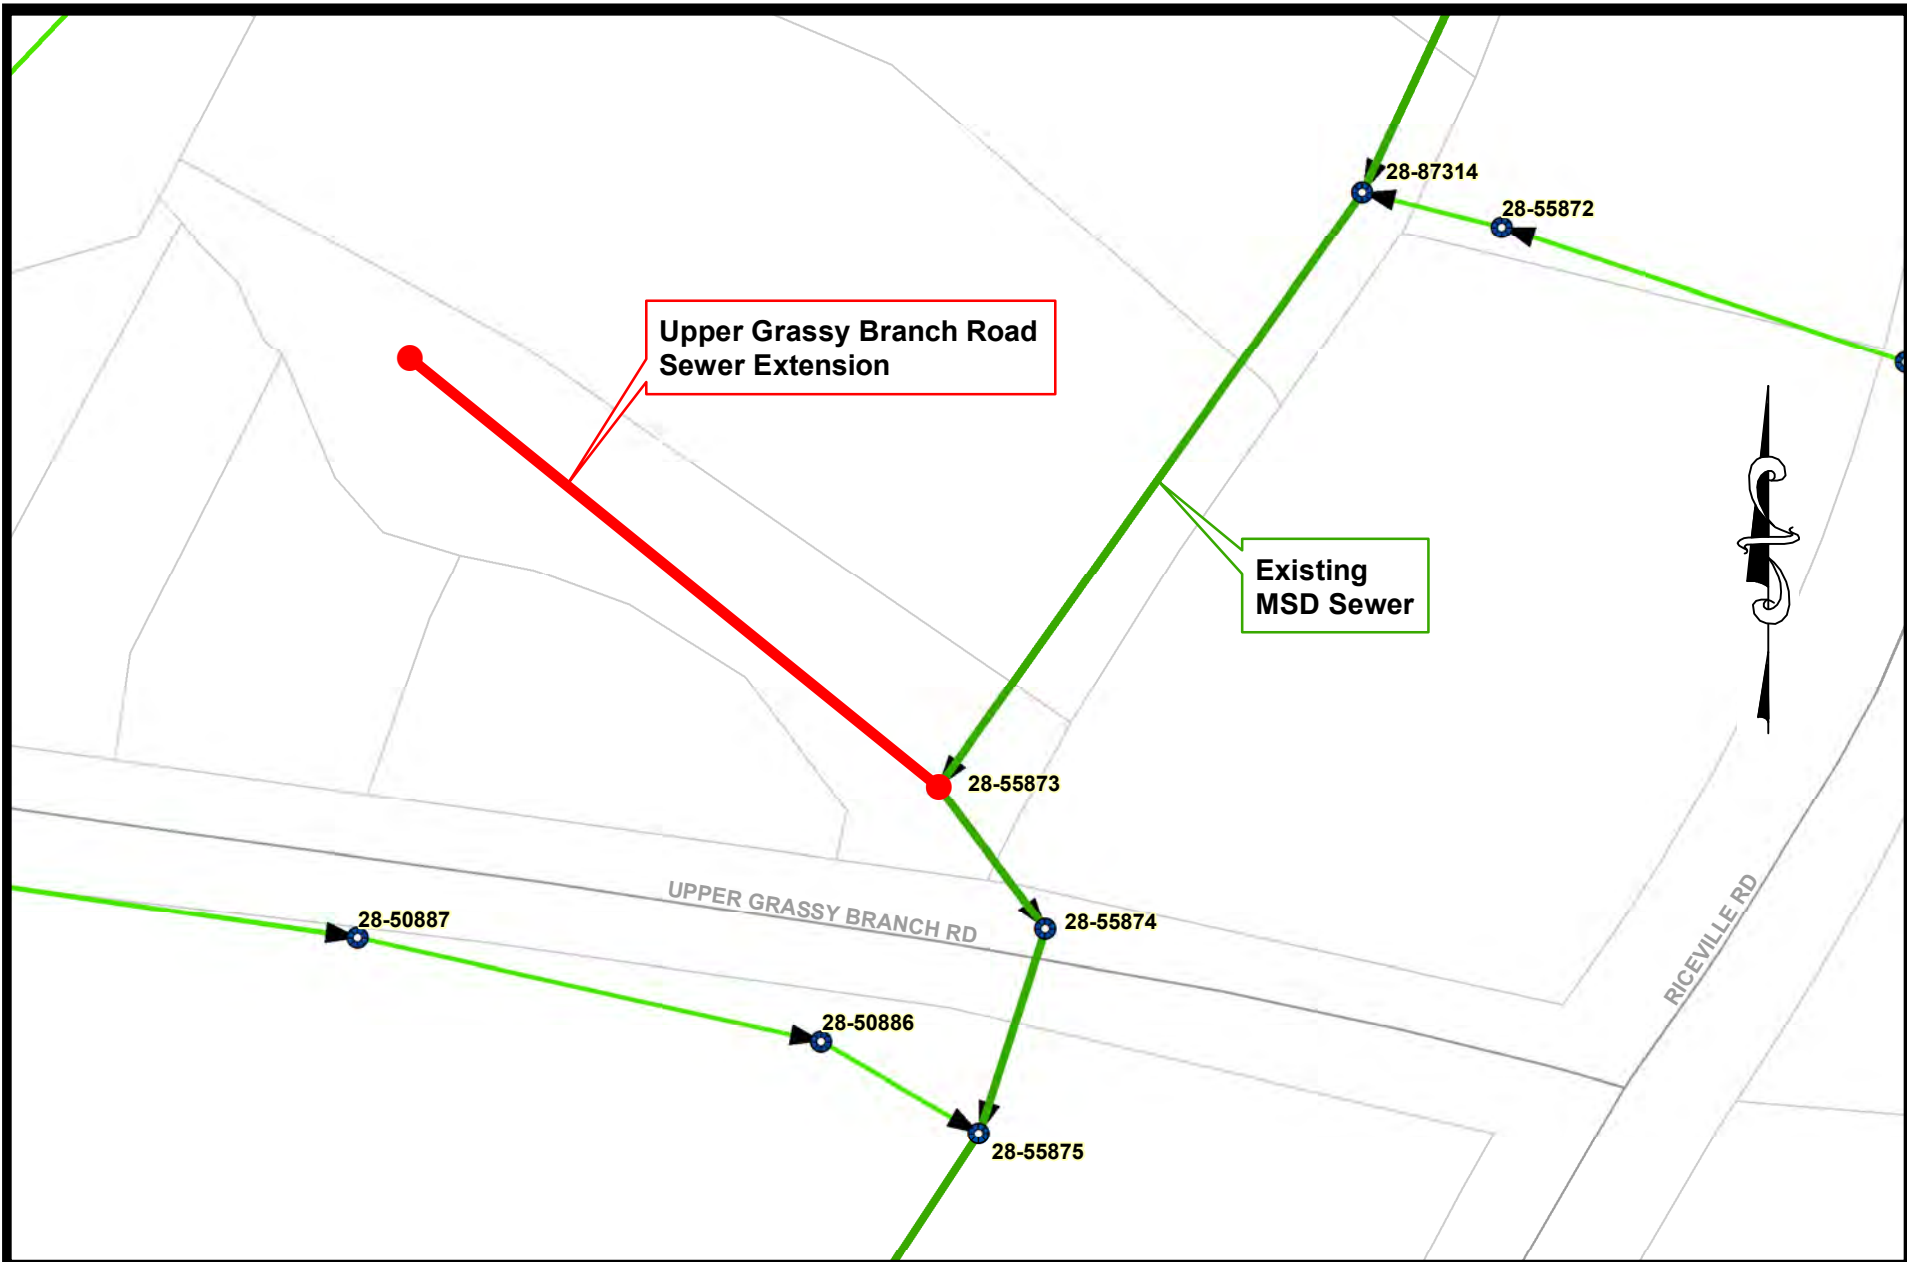 28-87314
28-55872
Upper Grassy Branch Road
Sewer Extension
Existing
MSD Sewer
28-55873
UPPER GRASSY BRANCH RD
28-50887
28-55874
RICEVILLE RD
28-50886
28-55875